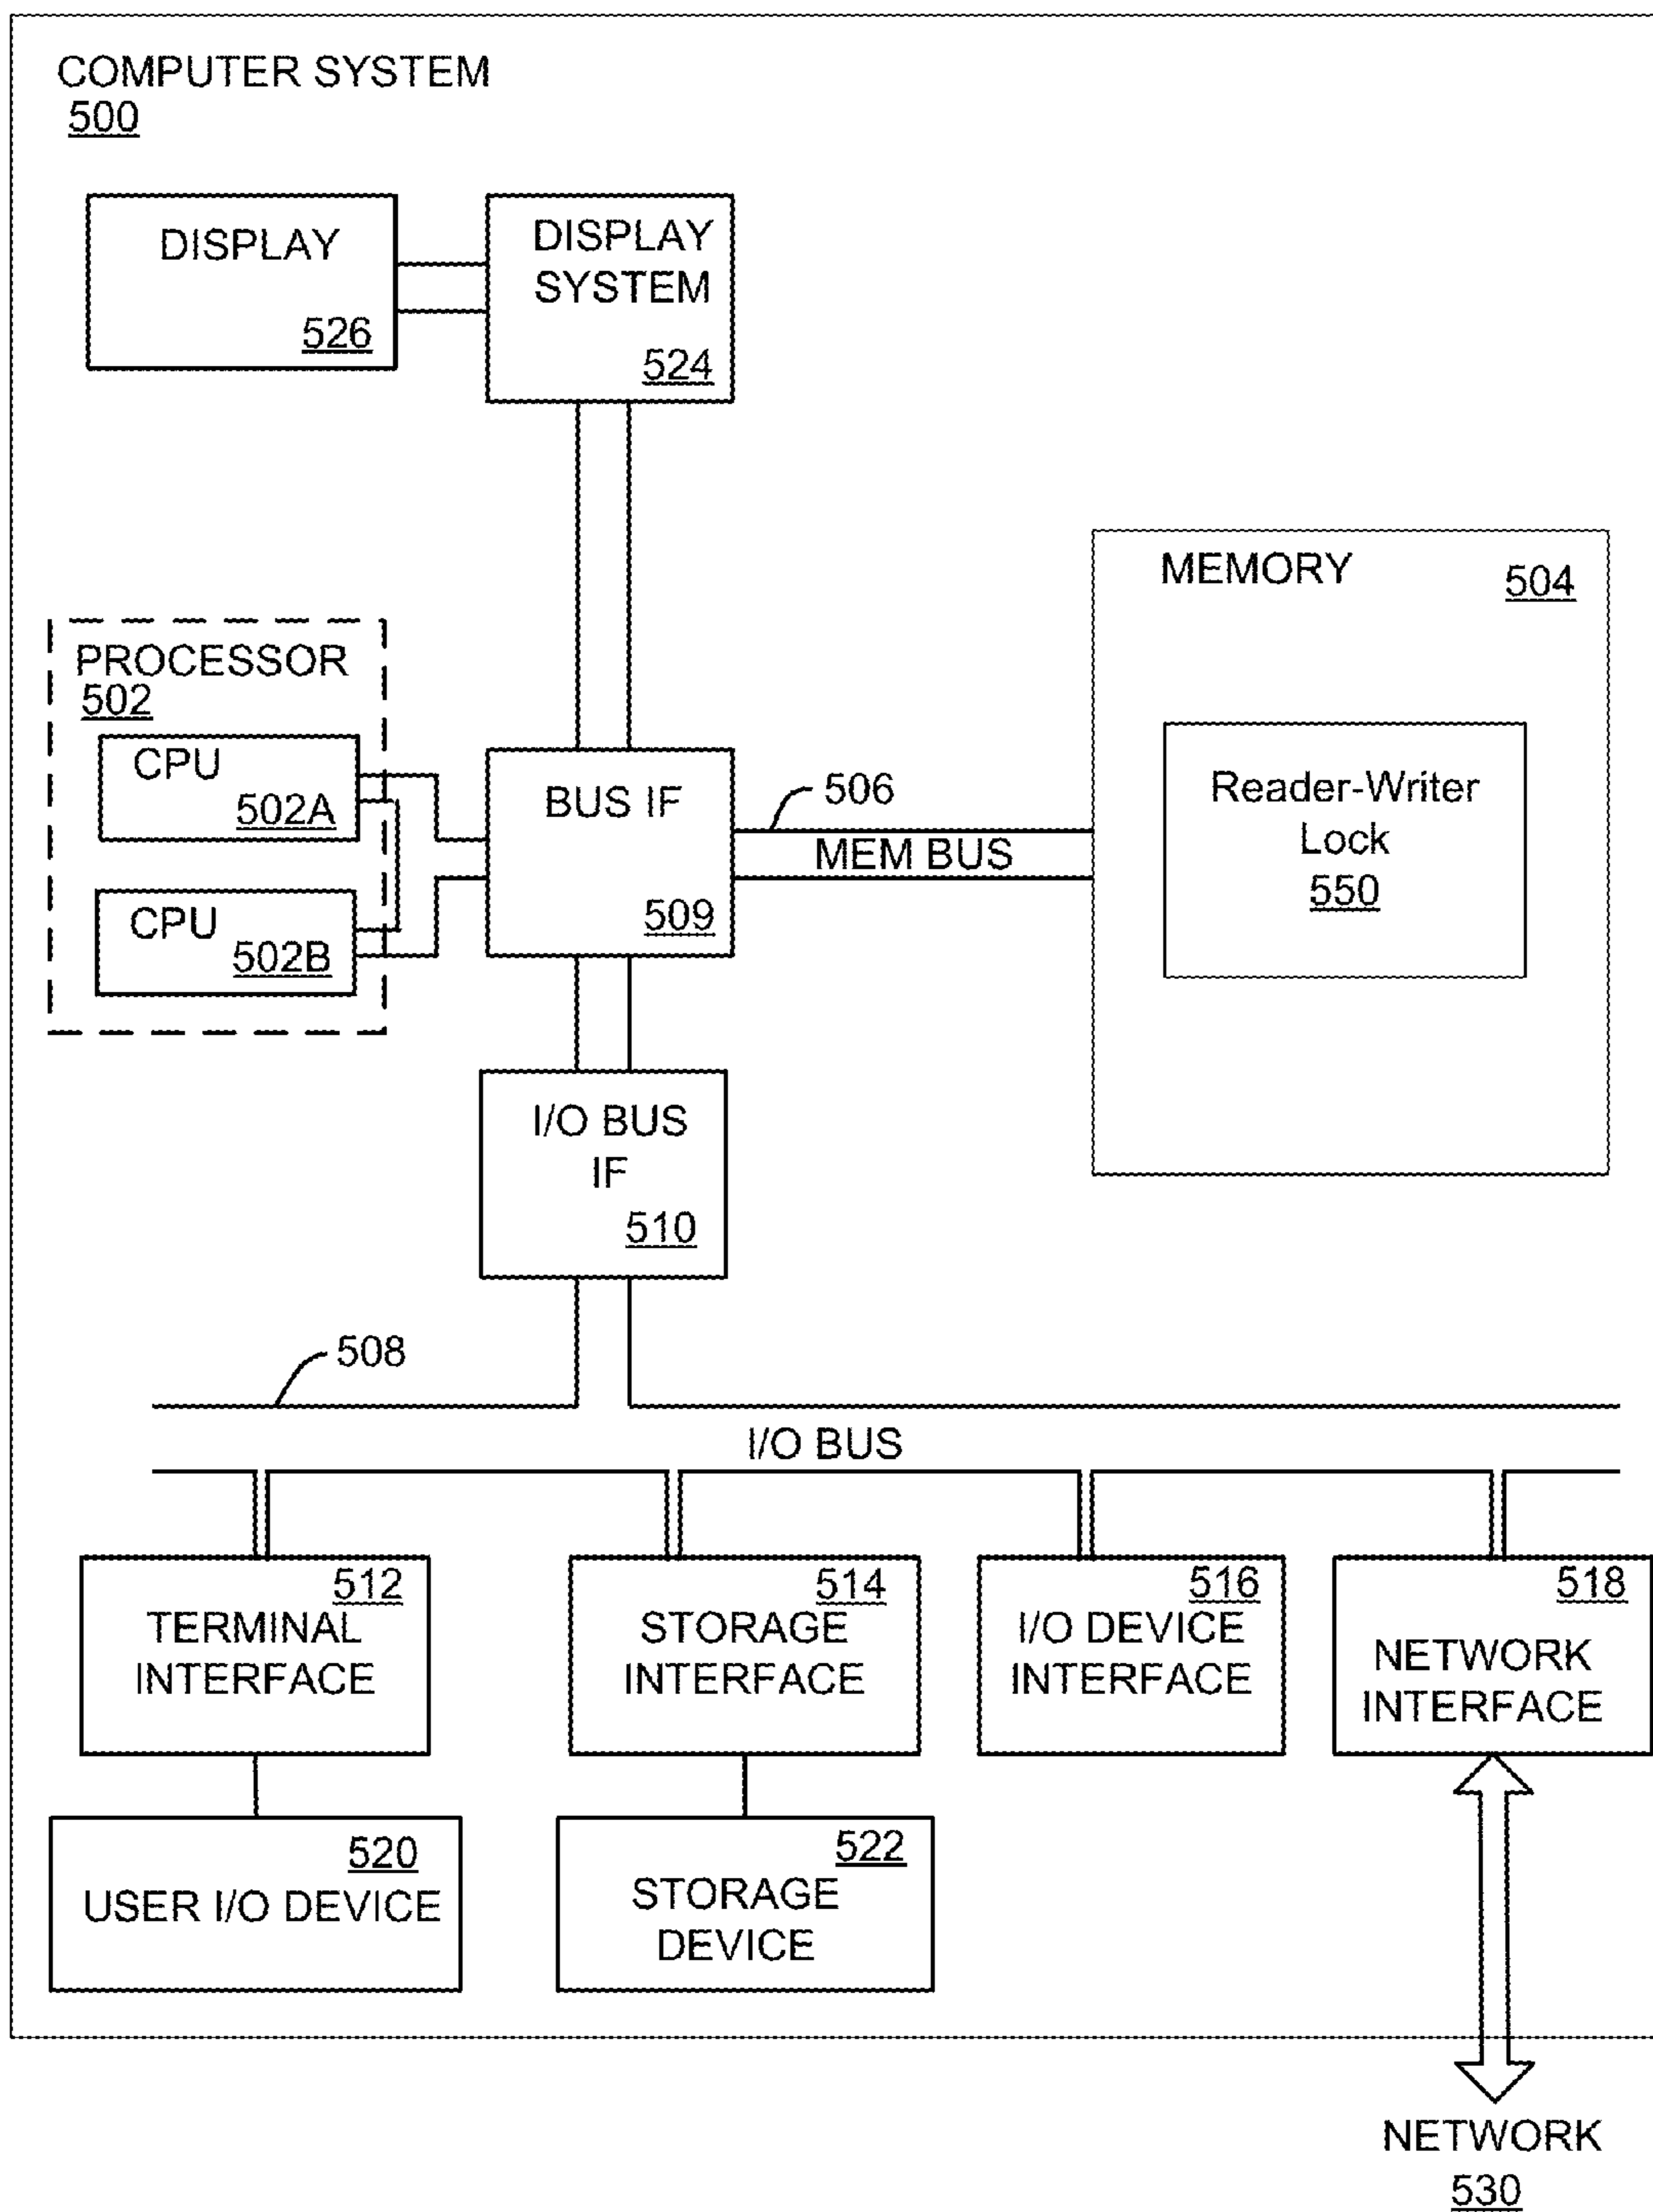 COMPUTER SYSTEM
500
DISPLAY
526
DISPLAY
SYSTEM
524
MEMORY
504
PROCESSOR
502
CPU
502A
CPU
502B
BUS IF
509
506
MEM BUS
Reader-Writer
Lock
550
I/O BUS
IF
510
508
I/O BUS
512
TERMINAL
INTERFACE
514
STORAGE
INTERFACE
516
I/O DEVICE
INTERFACE
518
NETWORK
INTERFACE
520
USER I/O DEVICE
522
STORAGE
DEVICE
NETWORK
530